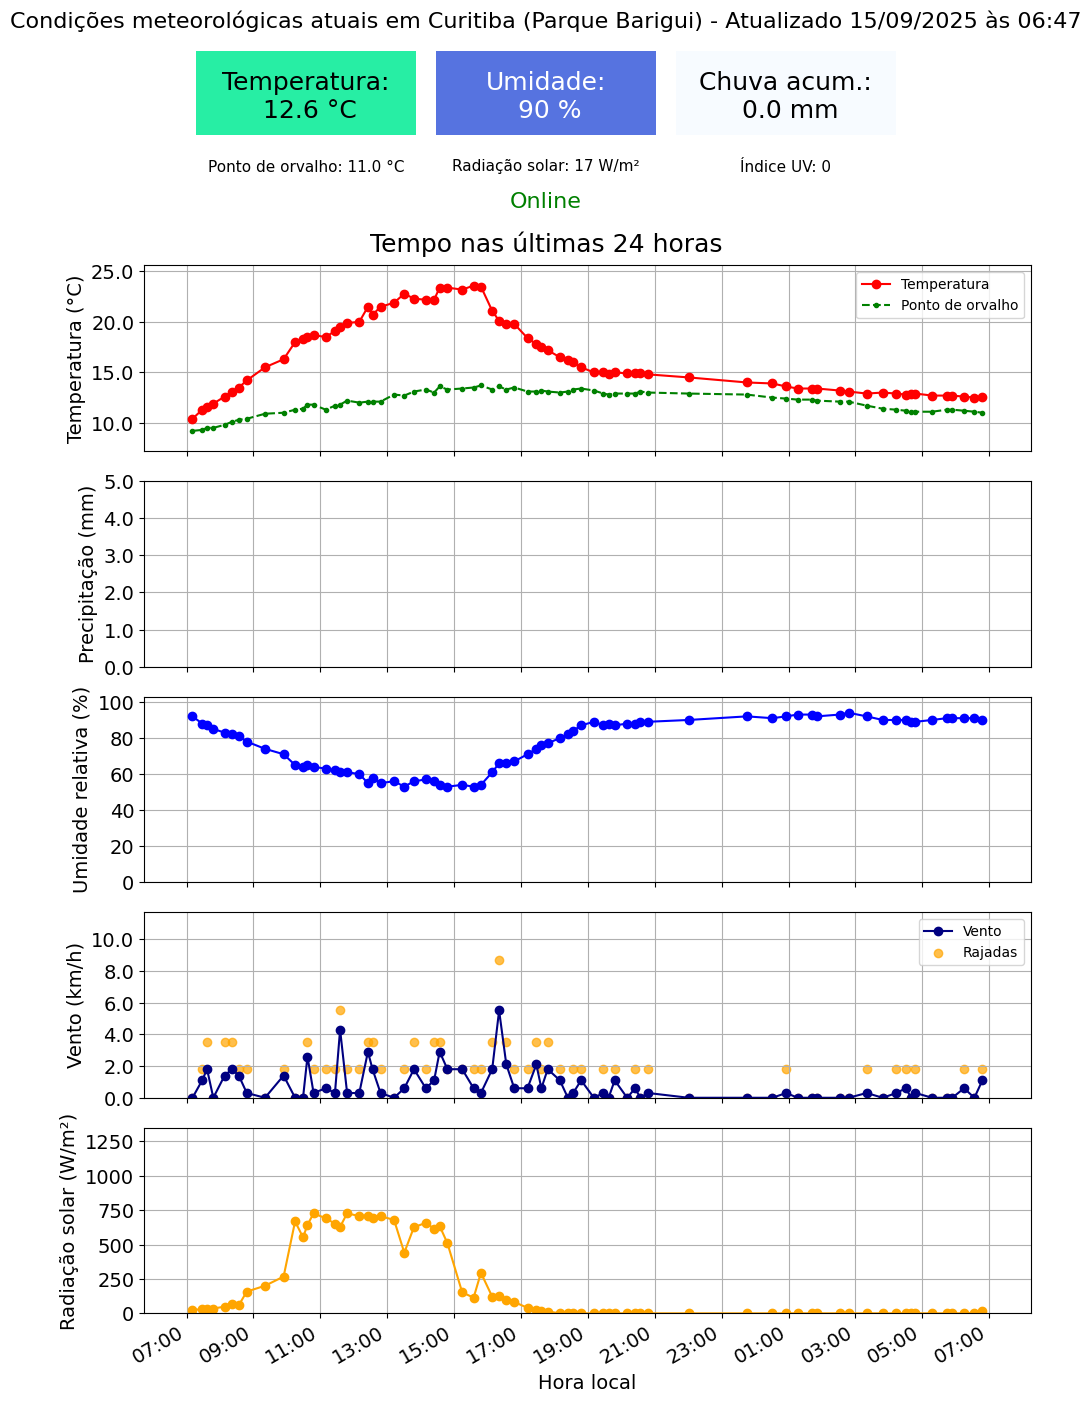 Condições meteorológicas atuais em Curitiba (Parque Barigui) - Atualizado 15/09/2025 às 06:47
Temperatura:
12.6 °C
Umidade:
90 %
Chuva acum.:
0.0 mm
Ponto de orvalho: 11.0 °C
Radiação solar: 17 W/m²
Índice UV: 0
Online
Tempo nas últimas 24 horas
Temperatura (°C)
25.0
20.0
15.0
10.0
Temperatura
Ponto de orvalho
Precipitação (mm)
5.0
4.0
3.0
2.0
1.0
0.0
Umidade relativa (%)
100
80
60
40
20
0
Vento (km/h)
10.0
8.0
6.0
4.0
2.0
0.0
Vento
Rajadas
Radiação solar (W/m²)
1250
1000
750
500
250
0
07:00
09:00
11:00
13:00
15:00
17:00
19:00
21:00
23:00
01:00
03:00
05:00
07:00
Hora local